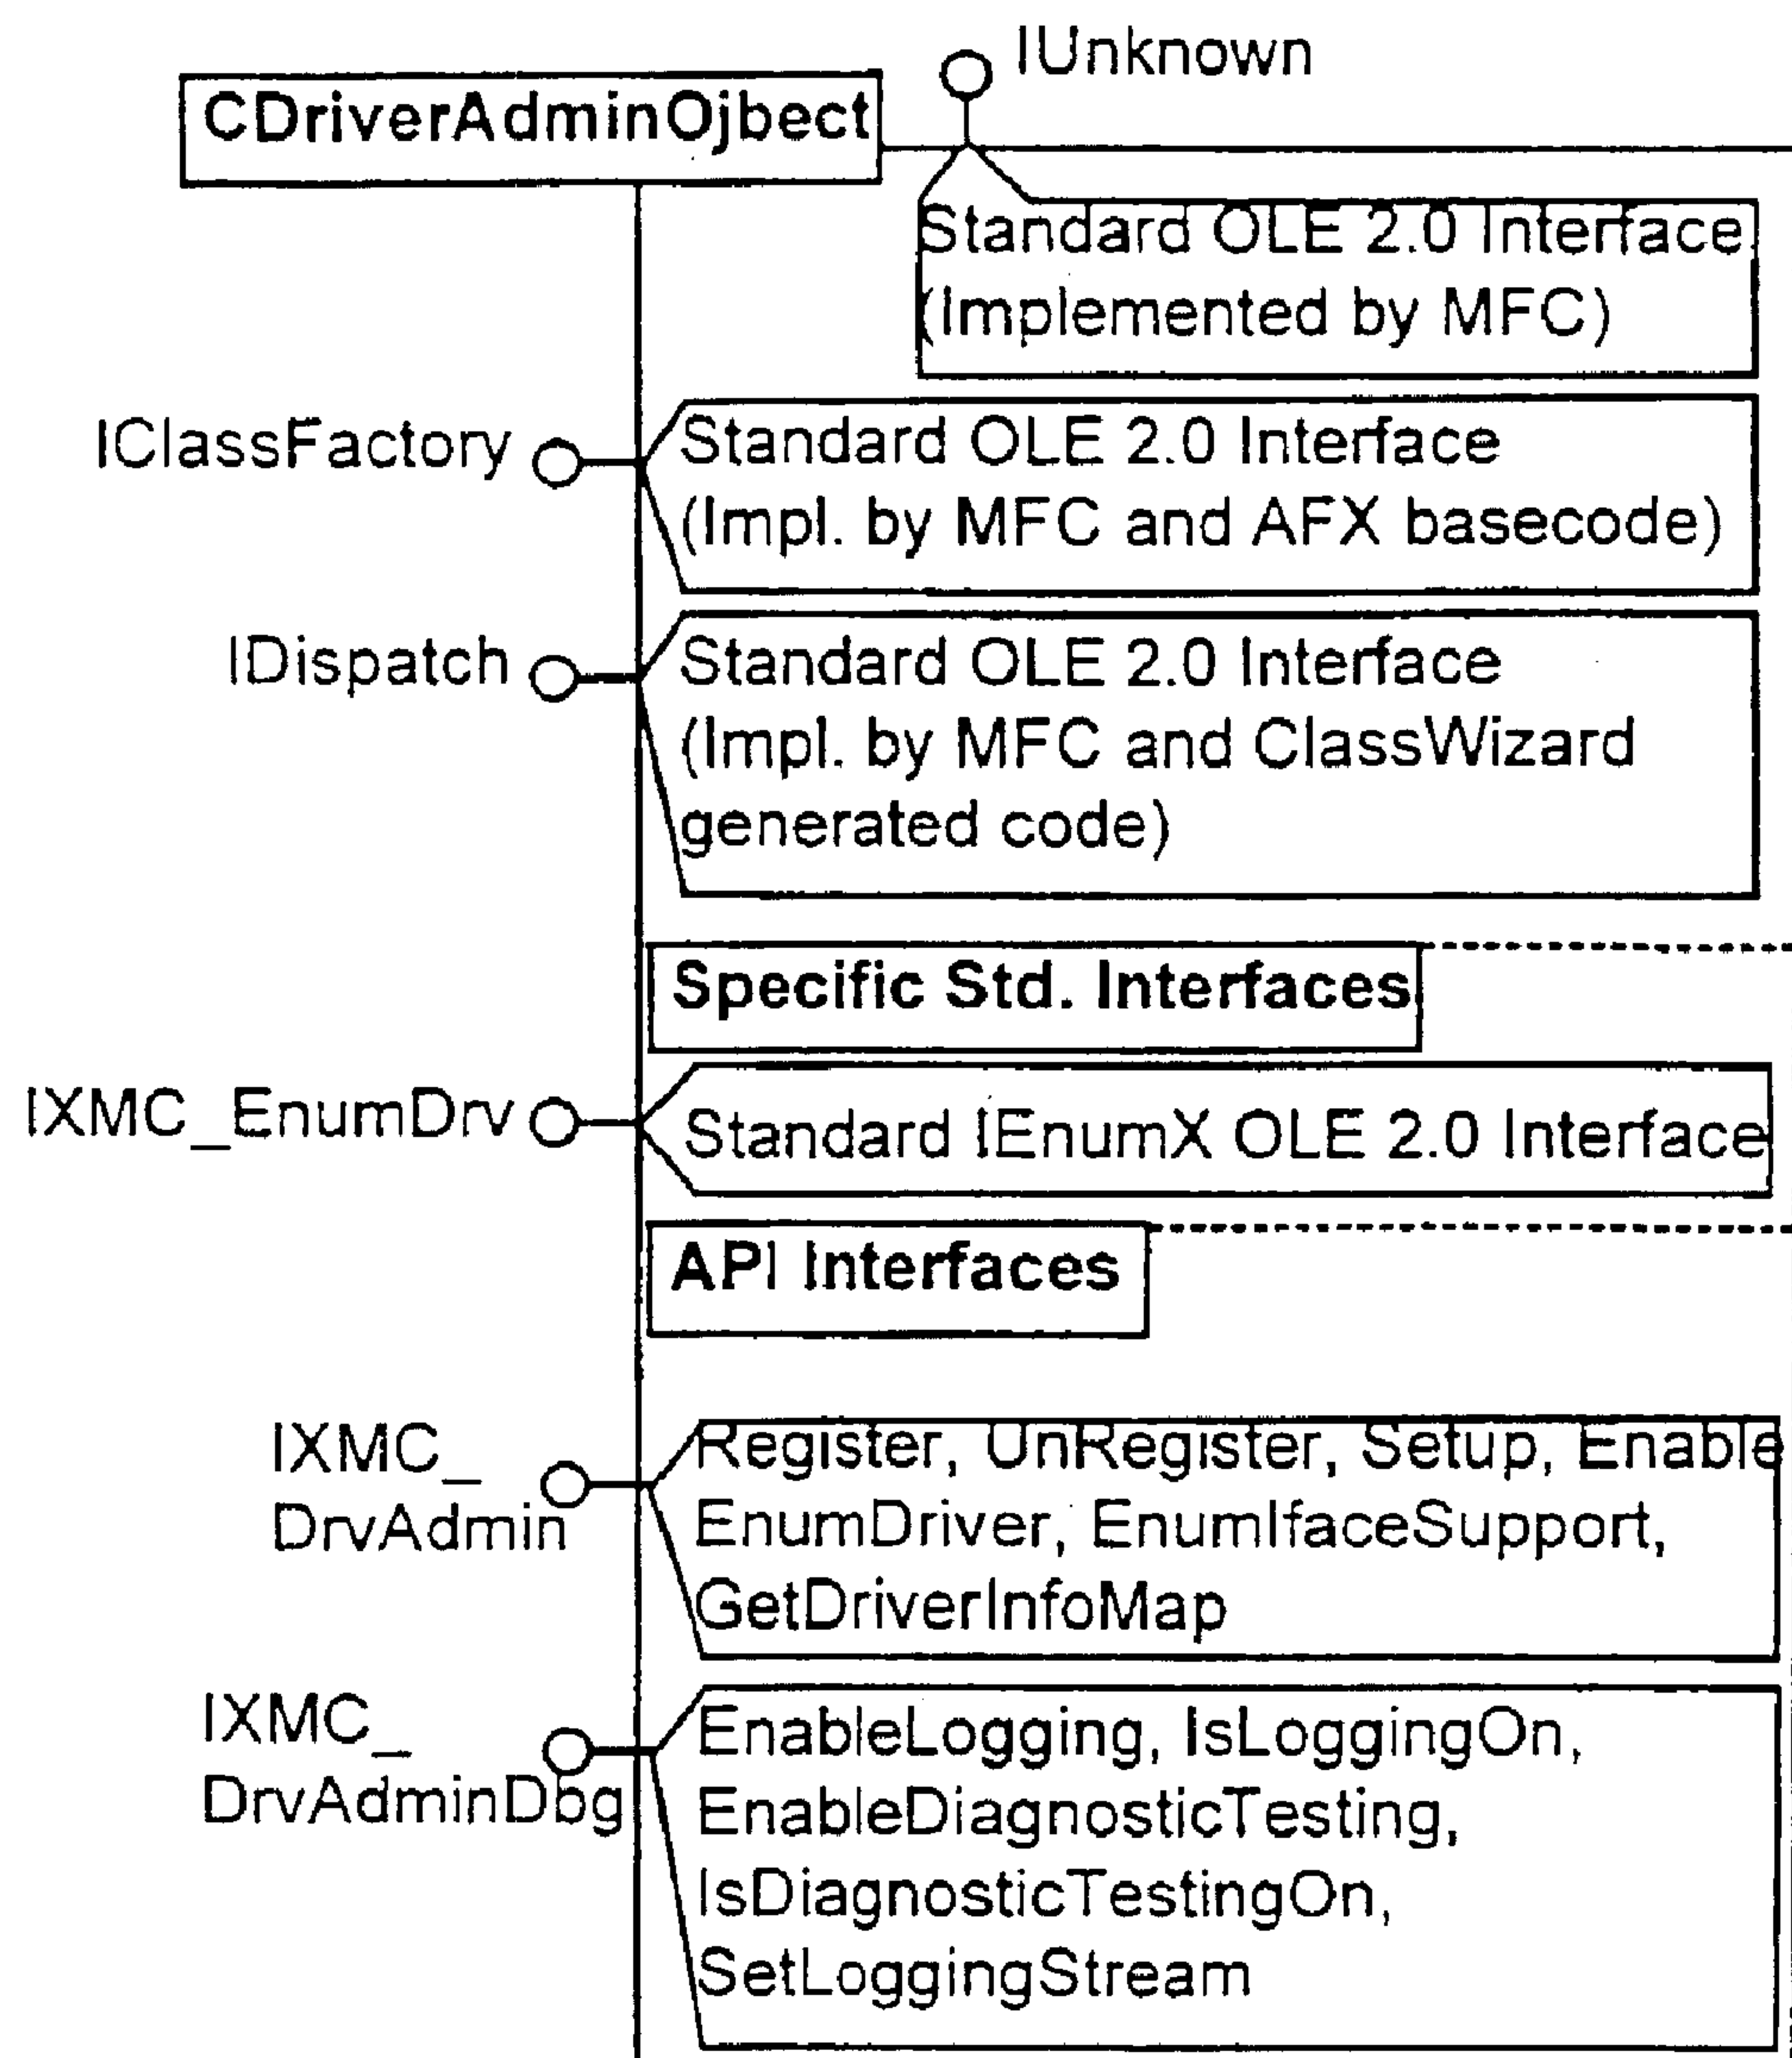 IUnknown
CDriverAdminOjbect
Standard OLE 2.0 Interface
(Implemented by MFC)
IClassFactory
Standard OLE 2.0 Interface
(Impl. by MFC and AFX basecode)
IDispatch
Standard OLE 2.0 Interface
(Impl. by MFC and ClassWizard
generated code)
Specific Std. Interfaces
IXMC_EnumDrv
Standard IEnumX OLE 2.0 Interface
API Interfaces
IXMC_
DrvAdmin
Register, UnRegister, Setup, Enable
EnumDriver, EnumIfaceSupport,
GetDriverInfoMap
IXMC_
DrvAdminDbg
EnableLogging, IsLoggingOn,
EnableDiagnosticTesting,
IsDiagnosticTestingOn,
SetLoggingStream